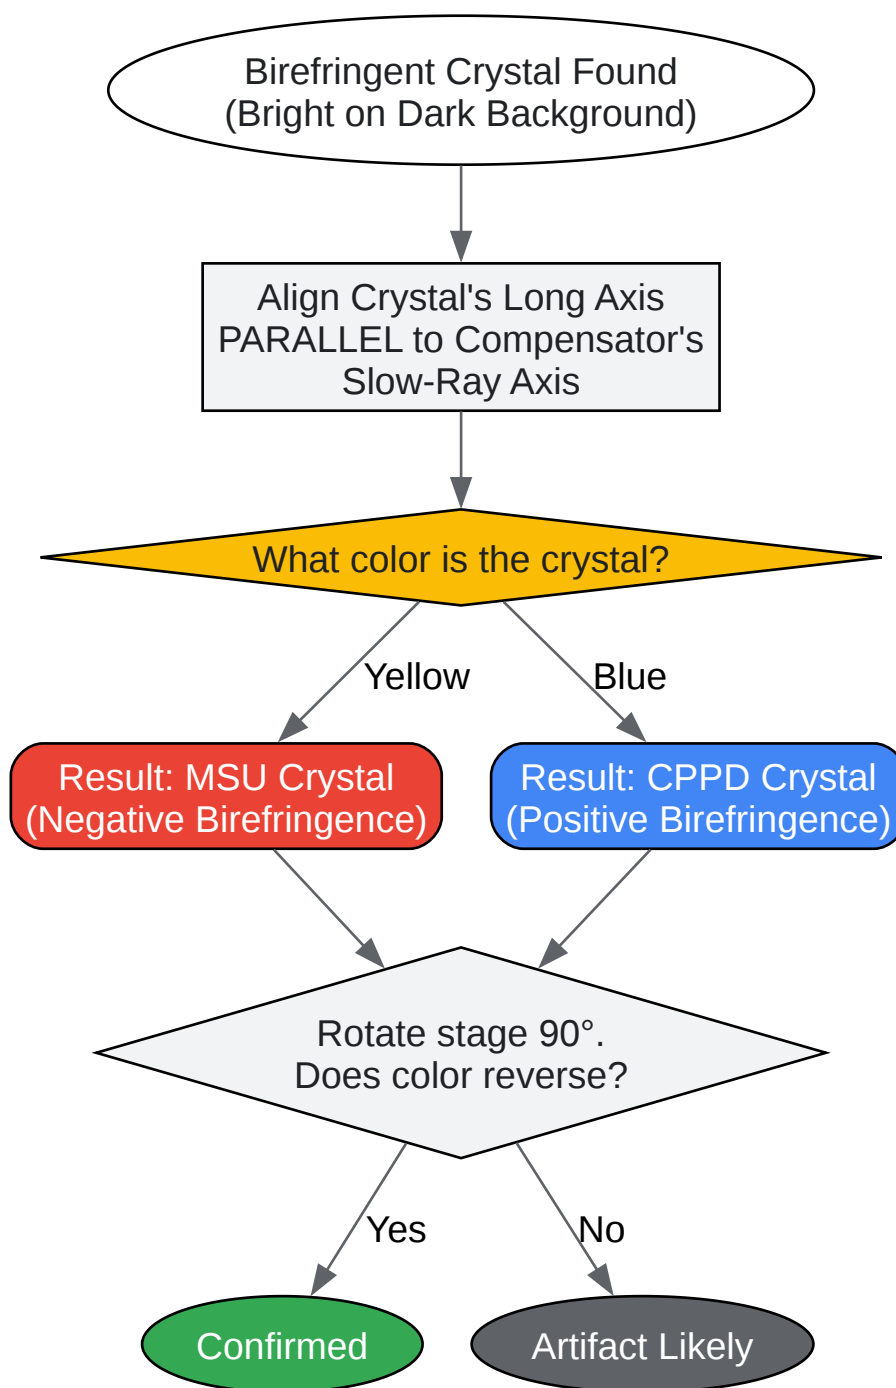 Birefringent Crystal Found
(Bright on Dark Background)
Align Crystal's Long Axis
PARALLEL to Compensator's
Slow-Ray Axis
What color is the crystal?
Yellow
Blue
Result: MSU Crystal
(Negative Birefringence)
Result: CPPD Crystal
(Positive Birefringence)
Rotate stage 90°.
Does color reverse?
Yes
No
Confirmed
Artifact Likely